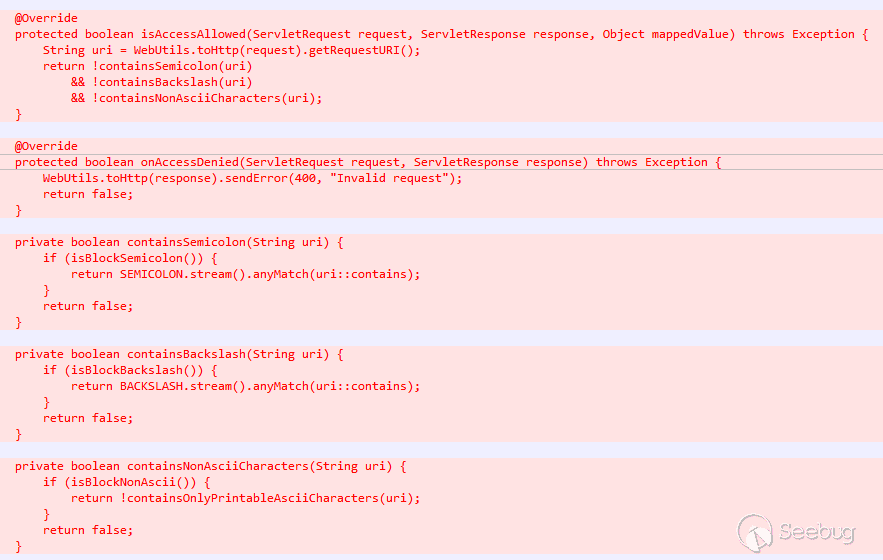 @Override
protected boolean isAccessAllowed(ServletRequest request, ServletResponse response, Object mappedValue) throws Exception {
    String uri = WebUtils.toHttp(request).getRequestURI();
    return !containsSemicolon(uri)
        && !containsBackslash(uri)
        && !containsNonAsciiCharacters(uri);
}
@Override
protected boolean onAccessDenied(ServletRequest request, ServletResponse response) throws Exception {
    WebUtils.toHttp(response).sendError(400, "Invalid request");
    return false;
}
private boolean containsSemicolon(String uri) {
    if (isBlockSemicolon()) {
        return SEMICOLON.stream().anyMatch(uri::contains);
    }
    return false;
}
private boolean containsBackslash(String uri) {
    if (isBlockBackslash()) {
        return BACKSLASH.stream().anyMatch(uri::contains);
    }
    return false;
}
private boolean containsNonAsciiCharacters(String uri) {
    if (isBlockNonAscii()) {
        return !containsOnlyPrintableAsciiCharacters(uri);
    }
    return false;
}
Seebug